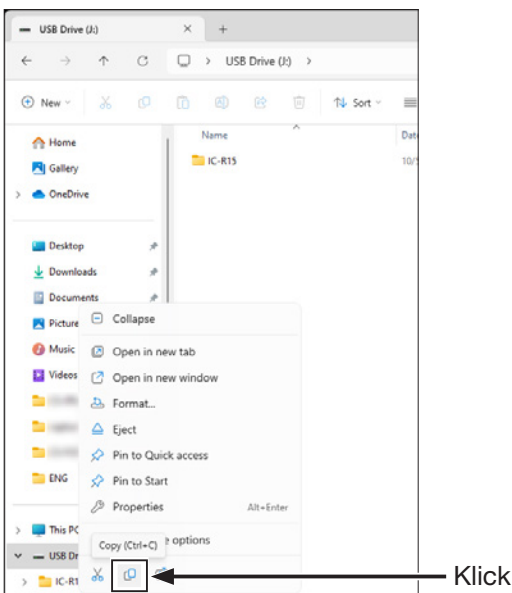 USB Drive (J:)
USB Drive (J:)
New
Sort
Name
Date
Home
IC-R15
10/5
Gallery
OneDrive
Desktop
Downloads
Documents
Picture
Collapse
Music
Open in new tab
Videos
Open in new window
Format...
Eject
Pin to Quick access
ENG
Pin to Start
Properties
Alt+Enter
This PC
Copy (Ctrl+C)
options
USB Dr
IC-R1
Klick